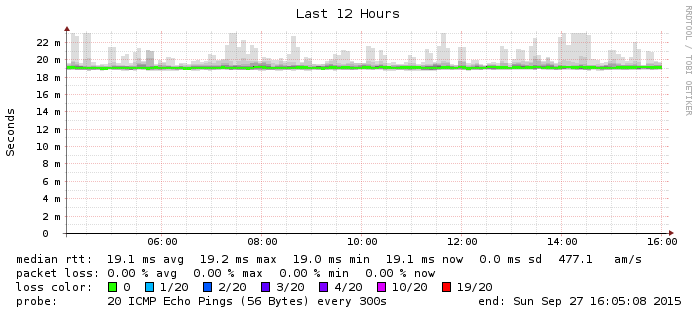 Last 12 Hours
RRDTOOL / TOBI OETIKER
Seconds
22 m
20 m
18 m
16 m
14 m
12 m
10 m
8 m
6 m
4 m
2 m
0
06:00 08:00 10:00 12:00 14:00 16:00
median rtt: 19.1 ms avg 19.2 ms max 19.0 ms min 19.1 ms now 0.0 ms sd 477.1 am/s
packet loss: 0.00 % avg 0.00 % max 0.00 % min 0.00 % now
loss color: 0 1/20 2/20 3/20 4/20 10/20 19/20
probe: 20 ICMP Echo Pings (56 Bytes) every 300s end: Sun Sep 27 16:05:08 2015